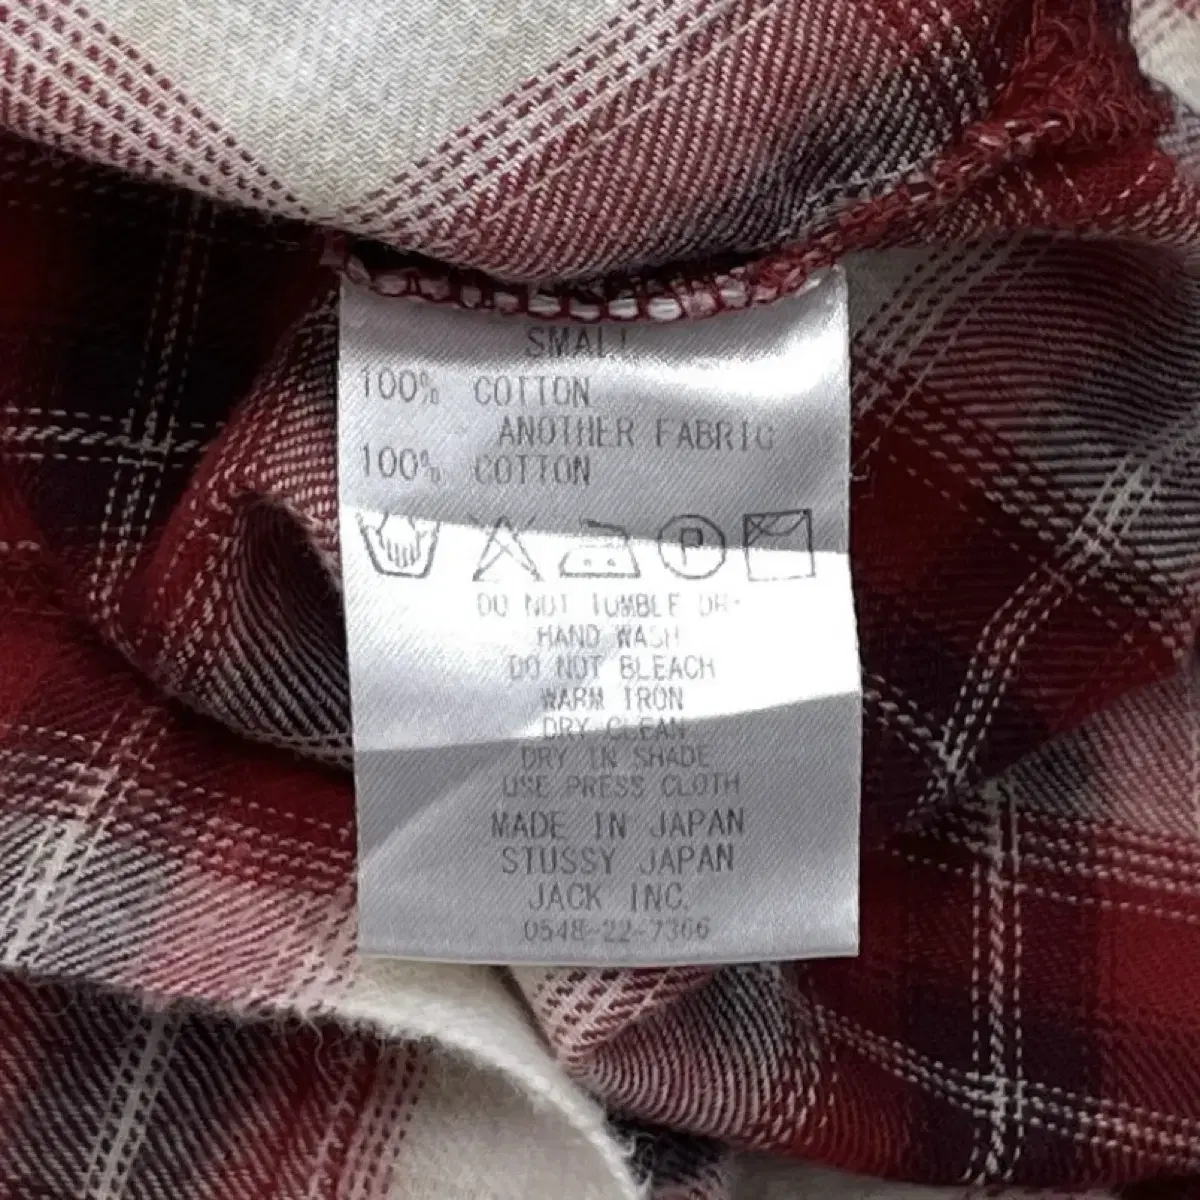 SMALL
100% COTTON
ANOTHER FABRIC
100% COTTON
P
DO NOT TUMBLE DRY
HAND WASH
DO NOT BLEACH
WARM IRON
DRY CLEAN
DRY IN SHADE
USE PRESS CLOTH
MADE IN JAPAN
STUSSY JAPAN
JACK INC.
0548-22-7366